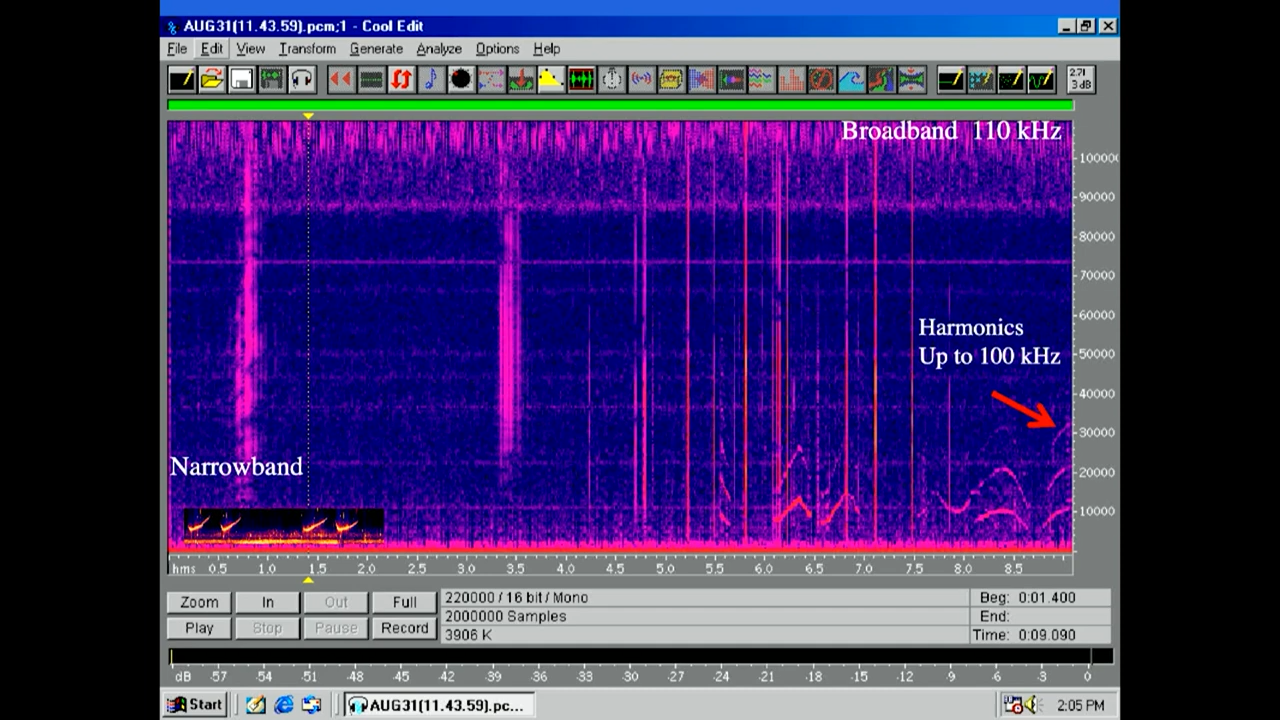 AUG31(11.43.59).pcm;1 - Cool Edit
File Edit View Transform Generate Analyze Options Help
2.71
3 dB
Broadband 110 kHz
100000
90000
80000
70000
Harmonics
Up to 100 kHz
60000
50000
40000
30000
Narrowband
20000
10000
hms 0.5 1.0 1.5 2.0 2.5 3.0 3.5 4.0 4.5 5.0 5.5 6.0 6.5 7.0 7.5 8.0 8.5
Zoom In Out Full
220000 / 16 bit / Mono
Beg: 0:01.400
2000000 Samples
End:
Play Stop Pause Record
3906 K
Time: 0:09.090
dB -57 -54 -51 -48 -45 -42 -39 -36 -33 -30 -27 -24 -21 -18 -15 -12 -9 -6 -3 0
Start
AUG31(11.43.59).pc...
2:05 PM